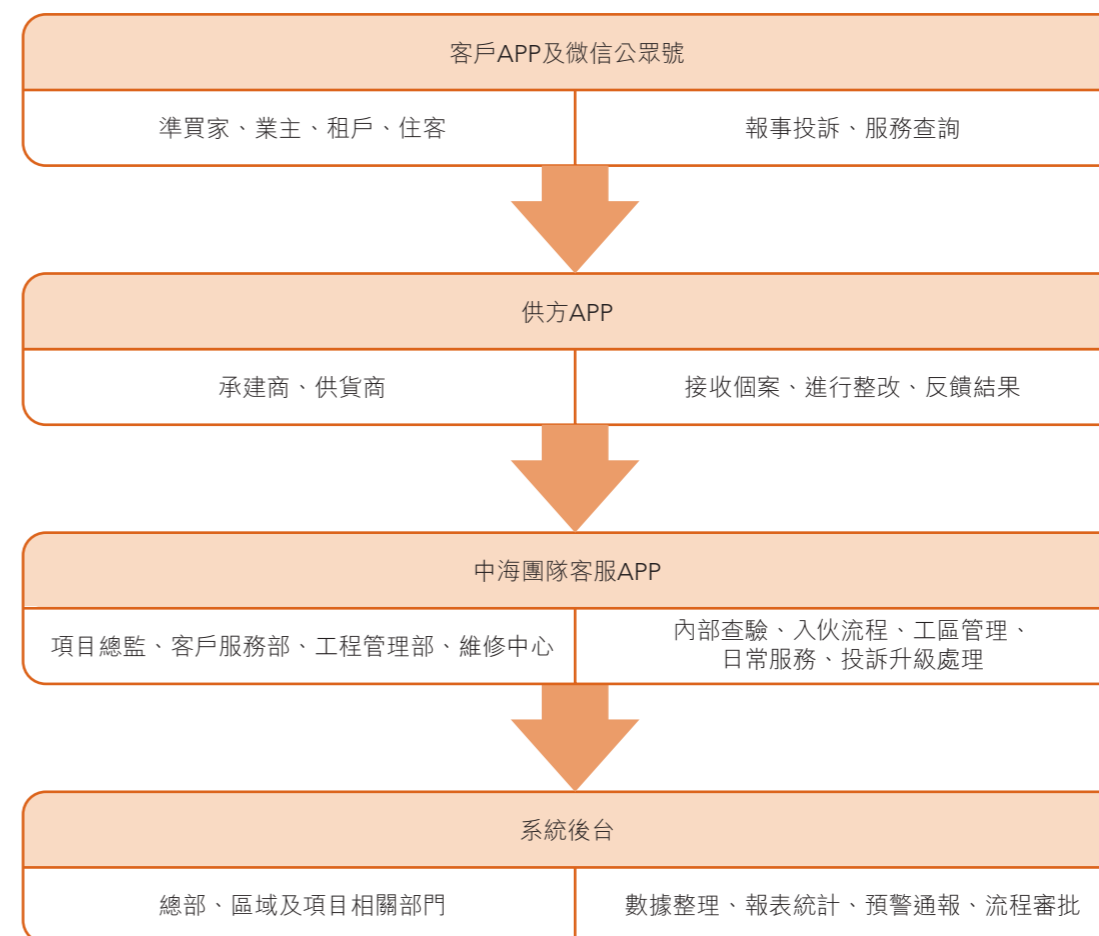 客戶APP及微信公眾號
準買家、業主、租戶、住客
報事投訴、服務查詢
供方APP
承建商、供貨商
接收個案、進行整改、反饋結果
中海團隊客服APP
項目總監、客戶服務部、工程管理部、維修中心
內部查驗、入伙流程、工區管理、
日常服務、投訴升級處理
系統後台
總部、區域及項目相關部門
數據整理、報表統計、預警通報、流程審批